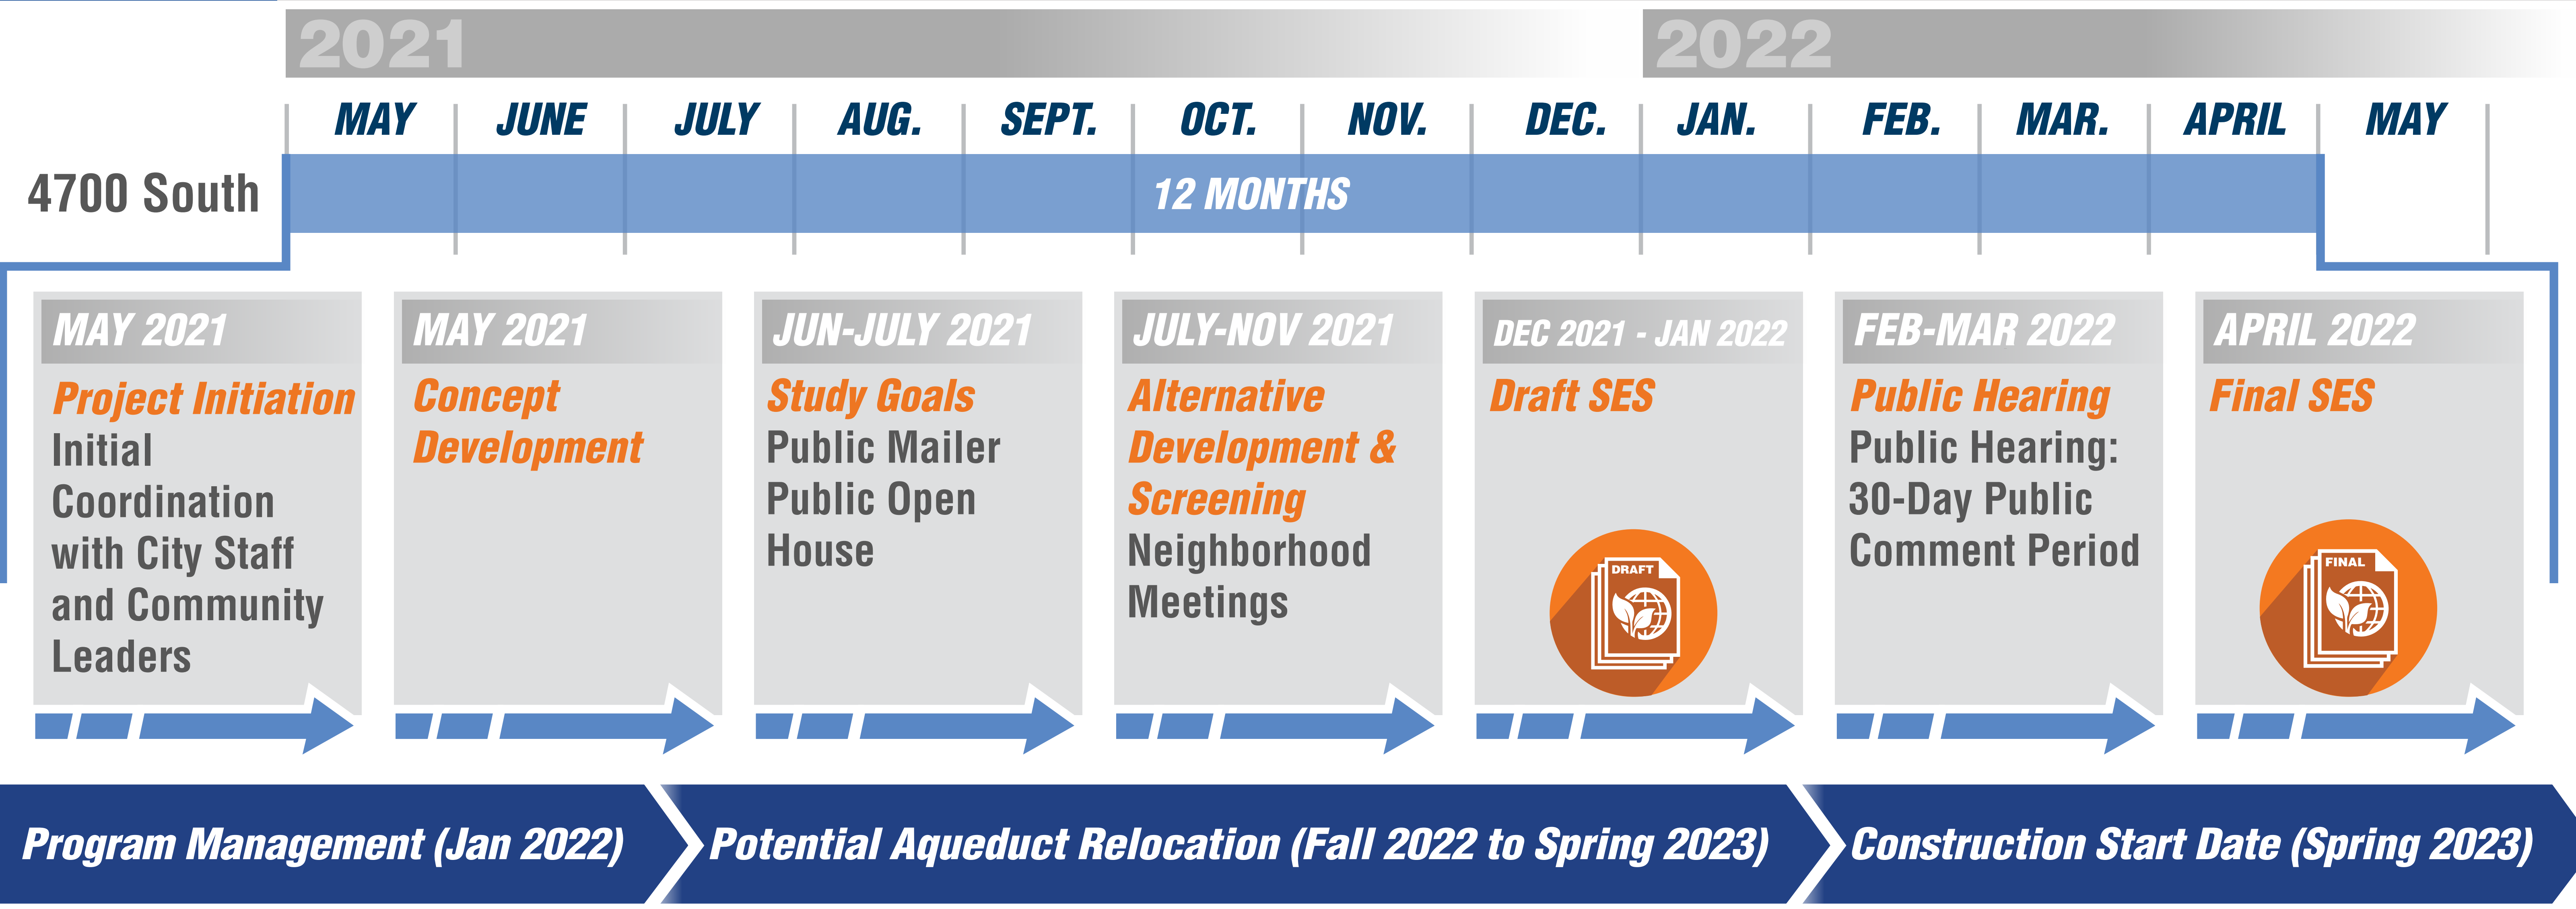 2021
2022
MAY
JUNE
JULY
AUG.
SEPT.
OCT.
NOV.
DEC.
JAN.
FEB.
MAR.
APRIL
MAY
4700 South
12 MONTHS
MAY 2021
Project Initiation
Initial
Coordination
with City Staff
and Community
Leaders
MAY 2021
Concept
Development
JUN-JULY 2021
Study Goals
Public Mailer
Public Open
House
JULY-NOV 2021
Alternative
Development &
Screening
Neighborhood
Meetings
DEC 2021 - JAN 2022
Draft SES
DRAFT
FEB-MAR 2022
Public Hearing
Public Hearing:
30-Day Public
Comment Period
APRIL 2022
Final SES
FINAL
Program Management (Jan 2022)
Potential Aqueduct Relocation (Fall 2022 to Spring 2023)
Construction Start Date (Spring 2023)